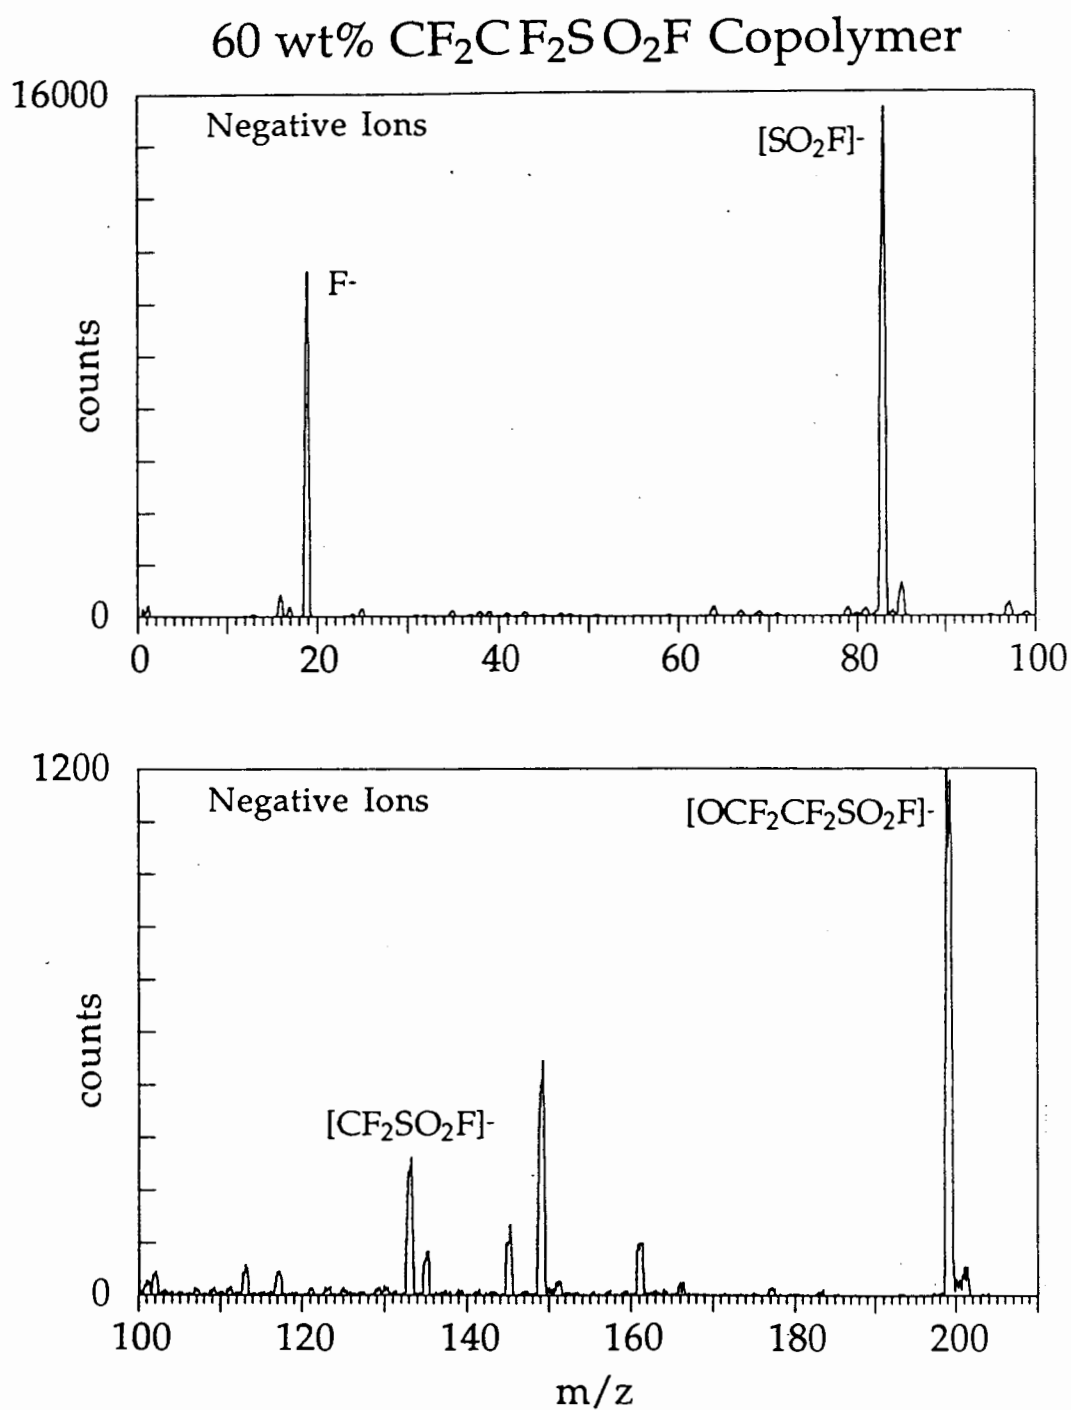 60 wt% CF₂CF₂SO₂F Copolymer
16000
Negative Ions
[SO₂F]-
F-
counts
0
0 20 40 60 80 100
1200
Negative Ions
[OCF₂CF₂SO₂F]-
counts
[CF₂SO₂F]-
0
100 120 140 160 180 200
m/z